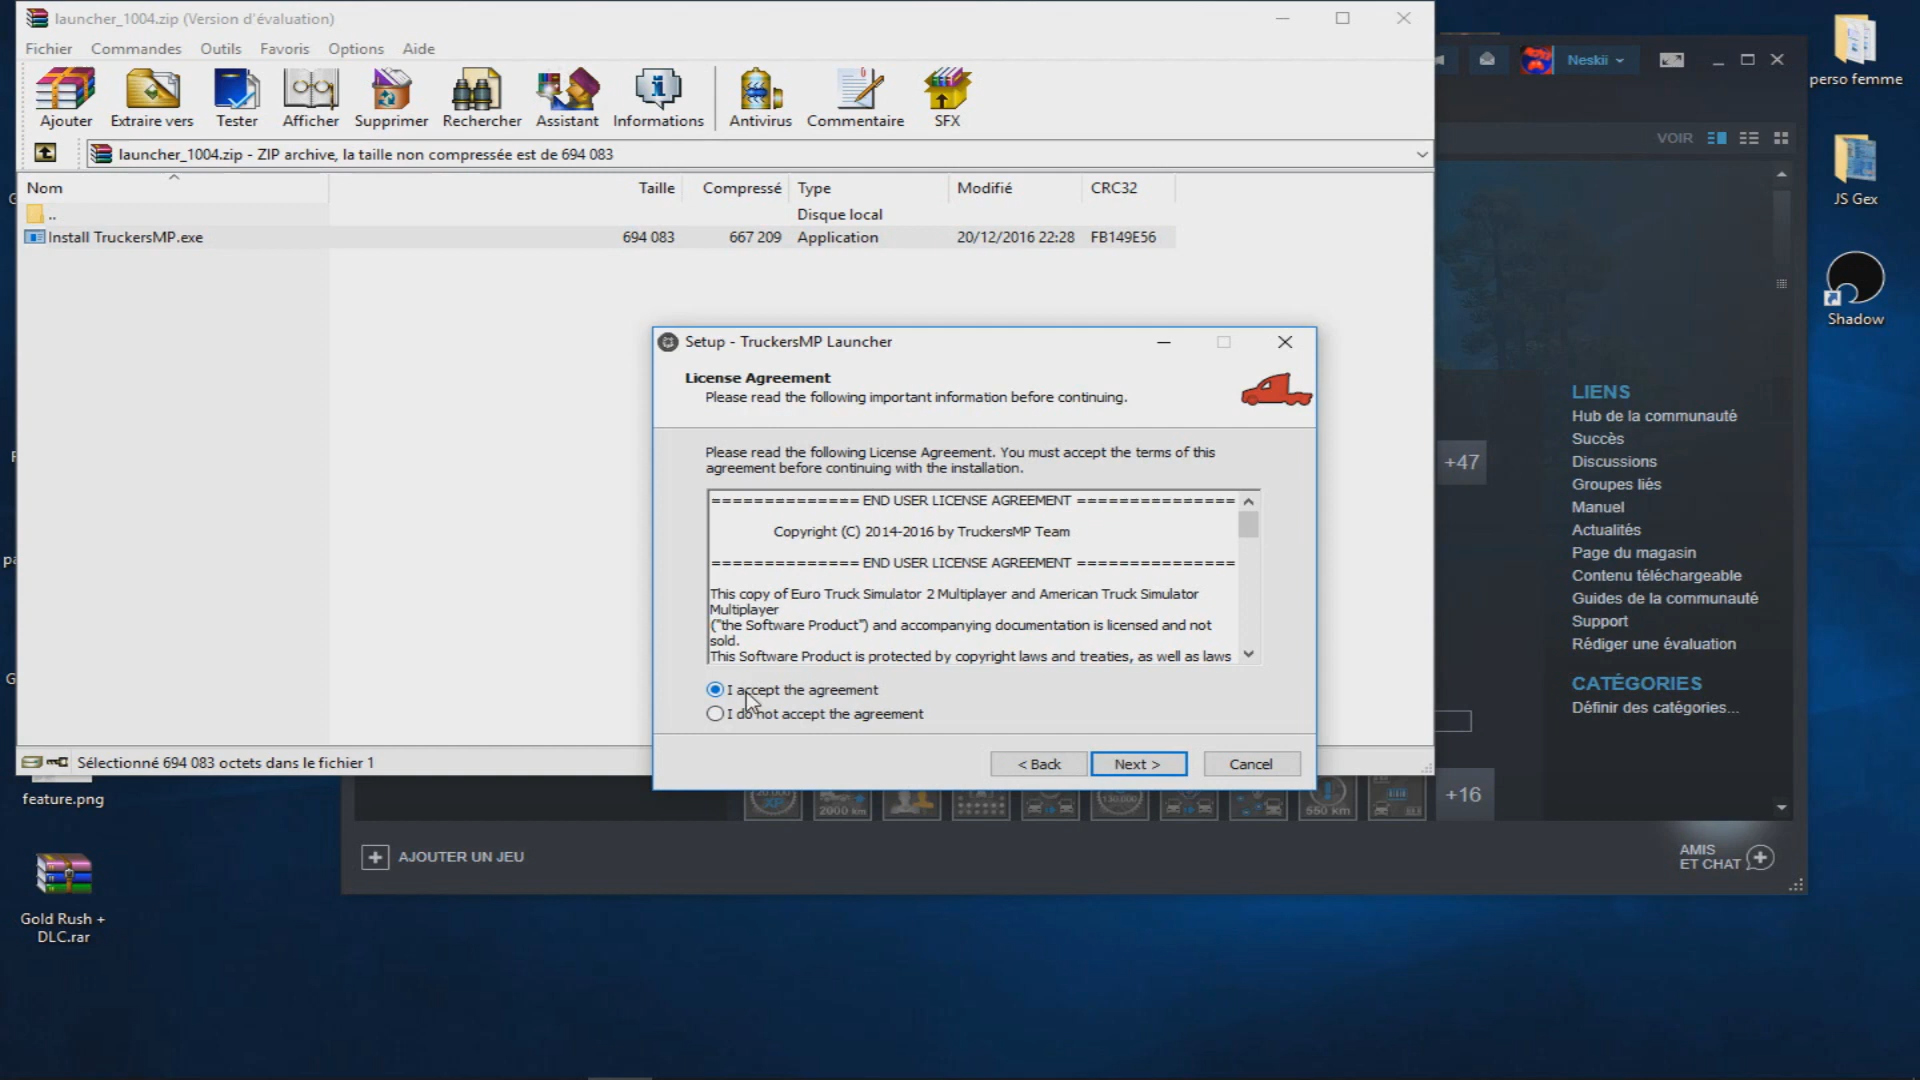 launcher_1004.zip (Version d'évaluation)
Fichier Commandes Outils Favoris Options Aide
Ajouter Extraire vers Tester Afficher Supprimer Rechercher Assistant Informations Antivirus Commentaire SFX
launcher_1004.zip - ZIP archive, la taille non compressée est de 694 083
Nom Taille Compressé Type Modifié CRC32
.. Disque local
Install TruckersMP.exe 694 083 667 209 Application 20/12/2016 22:28 FB149E56
Sélectionné 694 083 octets dans le fichier 1
Setup - TruckersMP Launcher
License Agreement
Please read the following important information before continuing.
Please read the following License Agreement. You must accept the terms of this
agreement before continuing with the installation.
============== END USER LICENSE AGREEMENT ===============
Copyright (C) 2014-2016 by TruckersMP Team
============== END USER LICENSE AGREEMENT ===============
This copy of Euro Truck Simulator 2 Multiplayer and American Truck Simulator
Multiplayer
("the Software Product") and accompanying documentation is licensed and not
sold.
This Software Product is protected by copyright laws and treaties, as well as laws
I accept the agreement
I do not accept the agreement
< Back Next > Cancel
Neskii
VOIR
+47
LIENS
Hub de la communauté
Succès
Discussions
Groupes liés
Manuel
Actualités
Page du magasin
Contenu téléchargeable
Guides de la communauté
Support
Rédiger une évaluation
CATÉGORIES
Définir des catégories...
XP
2000 km
130,000
550 km
+16
AJOUTER UN JEU
AMIS
ET CHAT
perso femme
JS Gex
Shadow
feature.png
Gold Rush +
DLC.rar